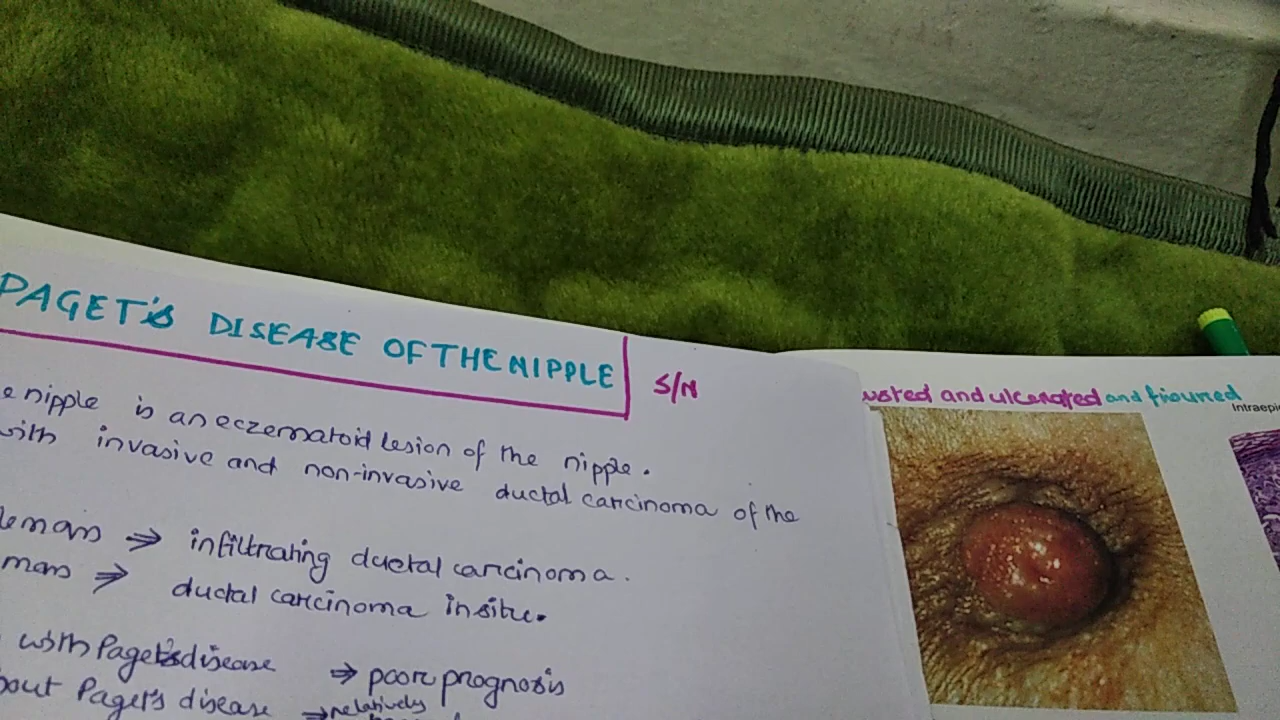 PAGET'S DISEASE OF THE NIPPLE S/N
e nipple is an eczematoid lesion of the nipple.
with invasive and non-invasive ductal carcinoma of the
⇒ infiltrating ductal carcinoma.
⇒ ductal carcinoma insitu.
with Paget's disease ⇒ poor prognosis
Paget's disease ⇒ relatively
usted and ulcerated and fissured
Intraepi